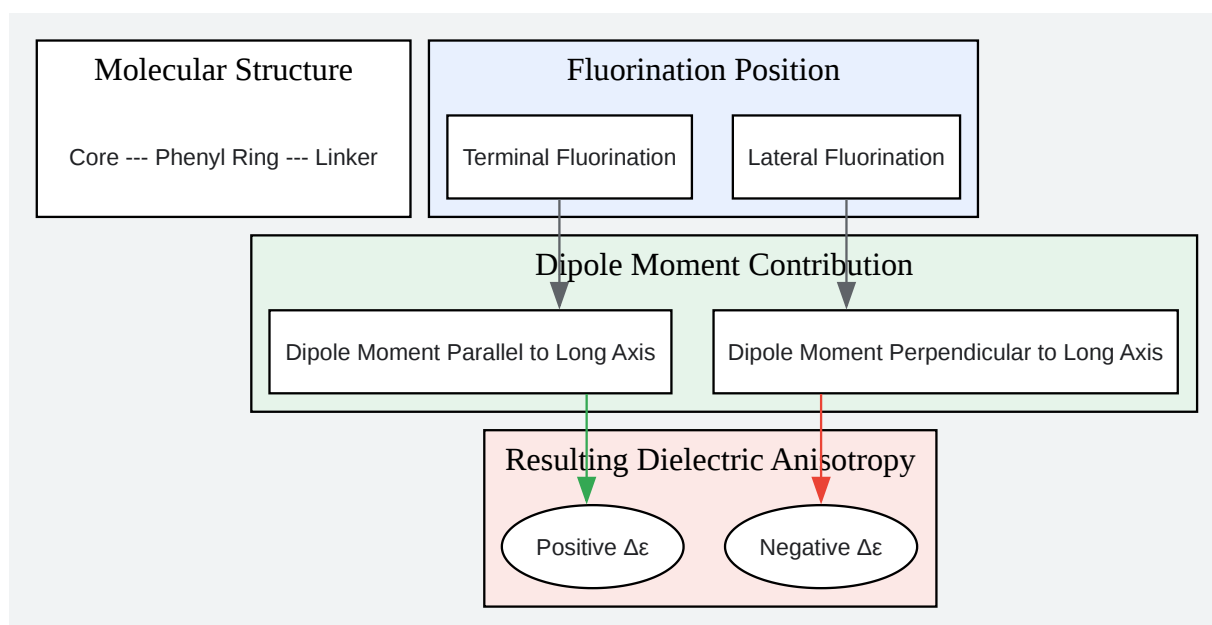 Molecular Structure
Core --- Phenyl Ring --- Linker
Fluorination Position
Terminal Fluorination
Lateral Fluorination
Dipole Moment Contribution
Dipole Moment Parallel to Long Axis
Dipole Moment Perpendicular to Long Axis
Resulting Dielectric Anisotropy
Positive Δε
Negative Δε